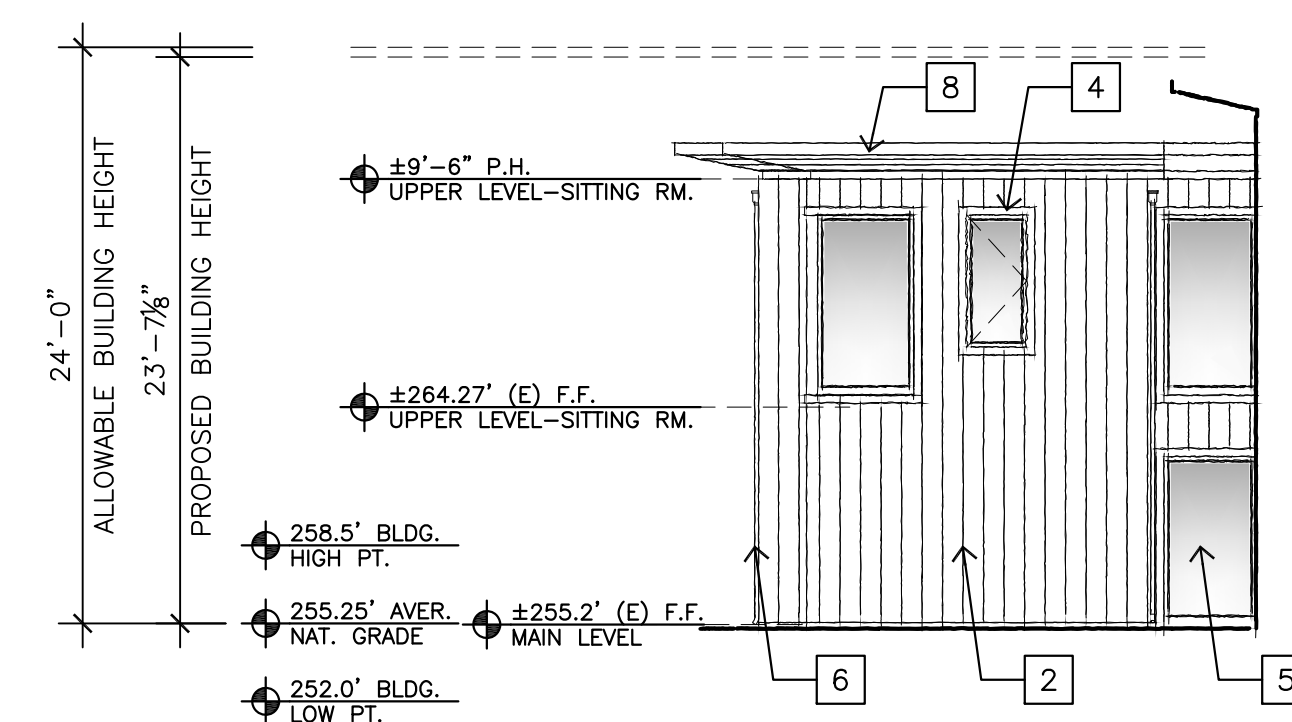 8
4
±9'-6" P.H.
UPPER LEVEL-SITTING RM.
24'-0"
ALLOWABLE BUILDING HEIGHT
23'-7⅛"
PROPOSED BUILDING HEIGHT
±264.27' (E) F.F.
UPPER LEVEL-SITTING RM.
258.5' BLDG.
HIGH PT.
255.25' AVER.
NAT. GRADE
±255.2' (E) F.F.
MAIN LEVEL
6
2
5
252.0' BLDG.
LOW PT.